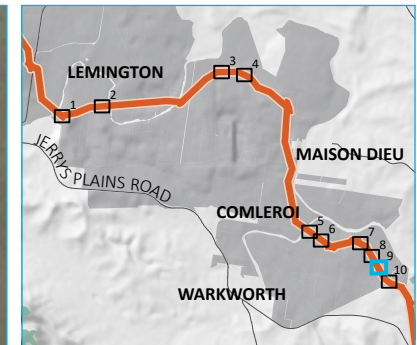 3
4
LEMINGTON
2
1
JERRYS PLAINS ROAD
MAISON DIEU
COMLEROI
5
6
7
8
9
10
WARKWORTH